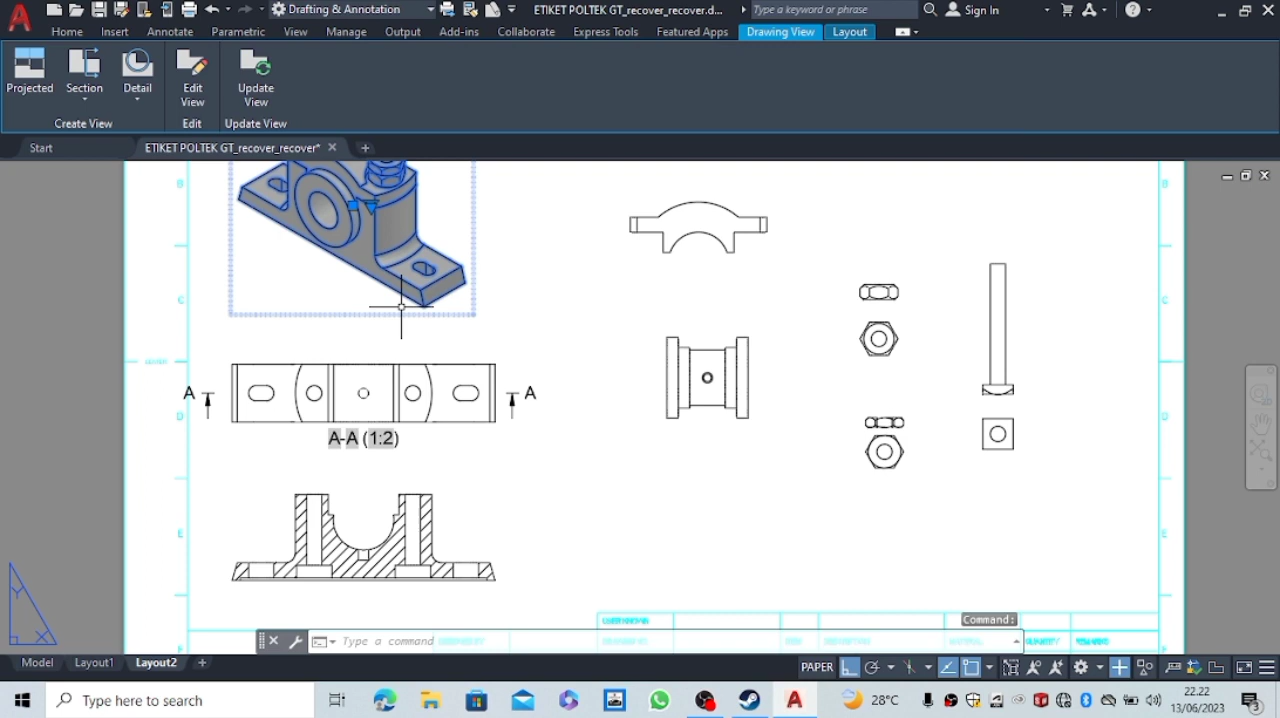 Drafting & Annotation
ETIKET POLTEK GT_recover_recover.d...
Type a keyword or phrase
Sign In
Home
Insert
Annotate
Parametric
View
Manage
Output
Add-ins
Collaborate
Express Tools
Featured Apps
Drawing View
Layout
Projected
Section
Detail
Edit View
Update View
Create View
Edit
Update View
Start
ETIKET POLTEK GT_recover_recover*
A
A
A-A (1:2)
Y
X
Command:
Type a command
Model
Layout1
Layout2
PAPER
Type here to search
28°C
22.22
13/06/2023
3